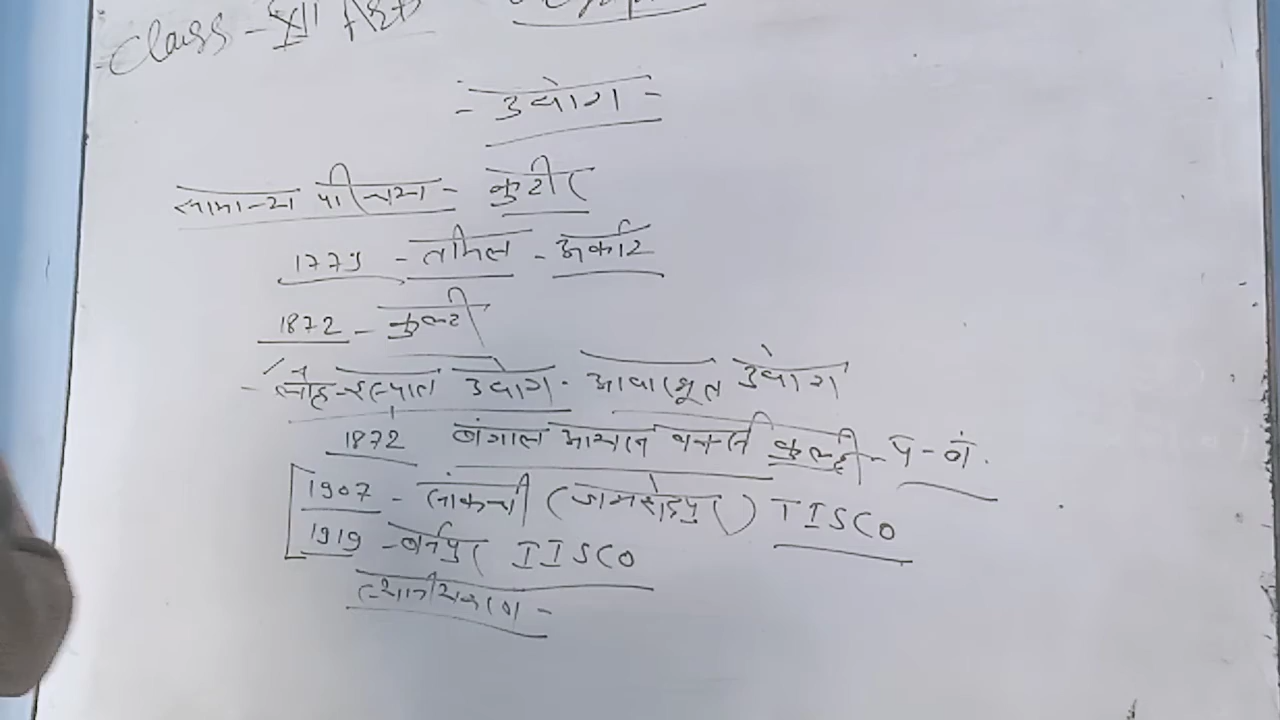 Class - XII
- उद्योग -
सामान्य परिचय - कुटीर
1779 - तमिल - अर्काट
1872 - कुल्टी
- लौह-इस्पात उद्योग - आधारभूत उद्योग
1872 बंगाल आयरन वर्क्स कुल्टी - प-बं.
1907 - सांकची (जमशेदपुर) TISCO
1919 - बर्नपुर IISCO
स्थानीयकरण -